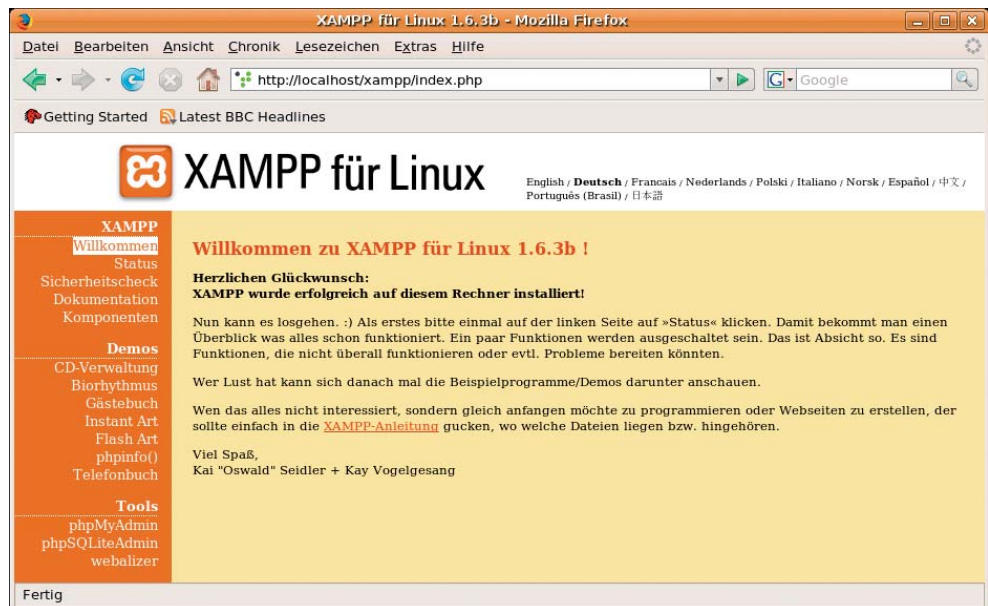 XAMPP für Linux 1.6.3b - Mozilla Firefox
Datei Bearbeiten Ansicht Chronik Lesezeichen Extras Hilfe
http://localhost/xampp/index.php
G Google
Getting Started Latest BBC Headlines
XAMPP für Linux
English / Deutsch / Francais / Nederlands / Polski / Italiano / Norsk / Español / 中文 /
Português (Brasil) / 日本語
XAMPP
Willkommen
Status
Sicherheitscheck
Dokumentation
Komponenten
Demos
CD-Verwaltung
Biorhythmus
Gästebuch
Instant Art
Flash Art
phpinfo()
Telefonbuch
Tools
phpMyAdmin
phpSQLiteAdmin
webalizer
Willkommen zu XAMPP für Linux 1.6.3b !
Herzlichen Glückwunsch:
XAMPP wurde erfolgreich auf diesem Rechner installiert!
Nun kann es losgehen. :) Als erstes bitte einmal auf der linken Seite auf »Status« klicken. Damit bekommt man einen
Überblick was alles schon funktioniert. Ein paar Funktionen werden ausgeschaltet sein. Das ist Absicht so. Es sind
Funktionen, die nicht überall funktionieren oder evtl. Probleme bereiten könnten.
Wer Lust hat kann sich danach mal die Beispielprogramme/Demos darunter anschauen.
Wen das alles nicht interessiert, sondern gleich anfangen möchte zu programmieren oder Webseiten zu erstellen, der
sollte einfach in die XAMPP-Anleitung gucken, wo welche Dateien liegen bzw. hingehören.
Viel Spaß,
Kai "Oswald" Seidler + Kay Vogelgesang
Fertig